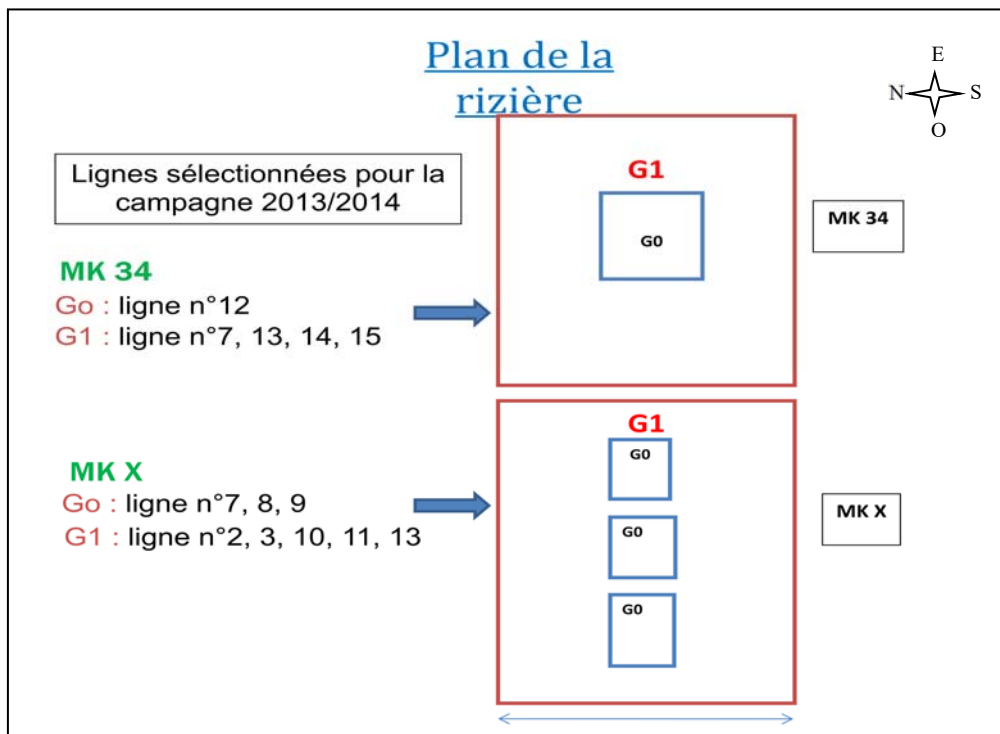 Plan de la
rizière
E
N S
O
Lignes sélectionnées pour la
campagne 2013/2014
MK 34
Go : ligne n°12
G1 : ligne n°7, 13, 14, 15
G1
G0
MK 34
MK X
Go : ligne n°7, 8, 9
G1 : ligne n°2, 3, 10, 11, 13
G1
G0
G0
G0
MK X